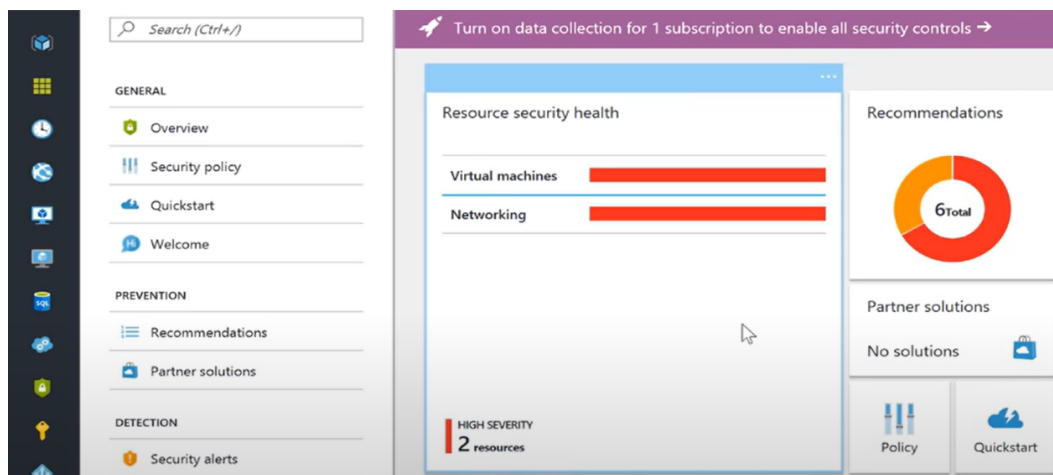 Search (Ctrl+/)
GENERAL
Overview
Security policy
Quickstart
Hi
Welcome
PREVENTION
Recommendations
Partner solutions
DETECTION
Security alerts
SQL
Turn on data collection for 1 subscription to enable all security controls →
Resource security health
Virtual machines
Networking
HIGH SEVERITY
2 resources
Recommendations
6Total
Partner solutions
No solutions
Policy
Quickstart